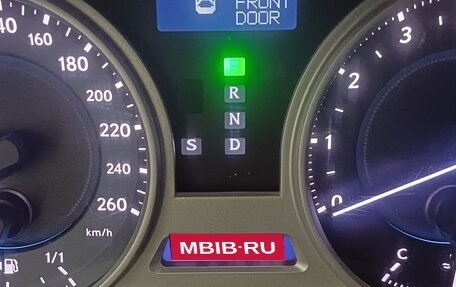 FRONT
DOOR
40
160
180
200
220
240
260
km/h
1/1
P
R
N
S D
3
2
1
0
C
MBIB·RU